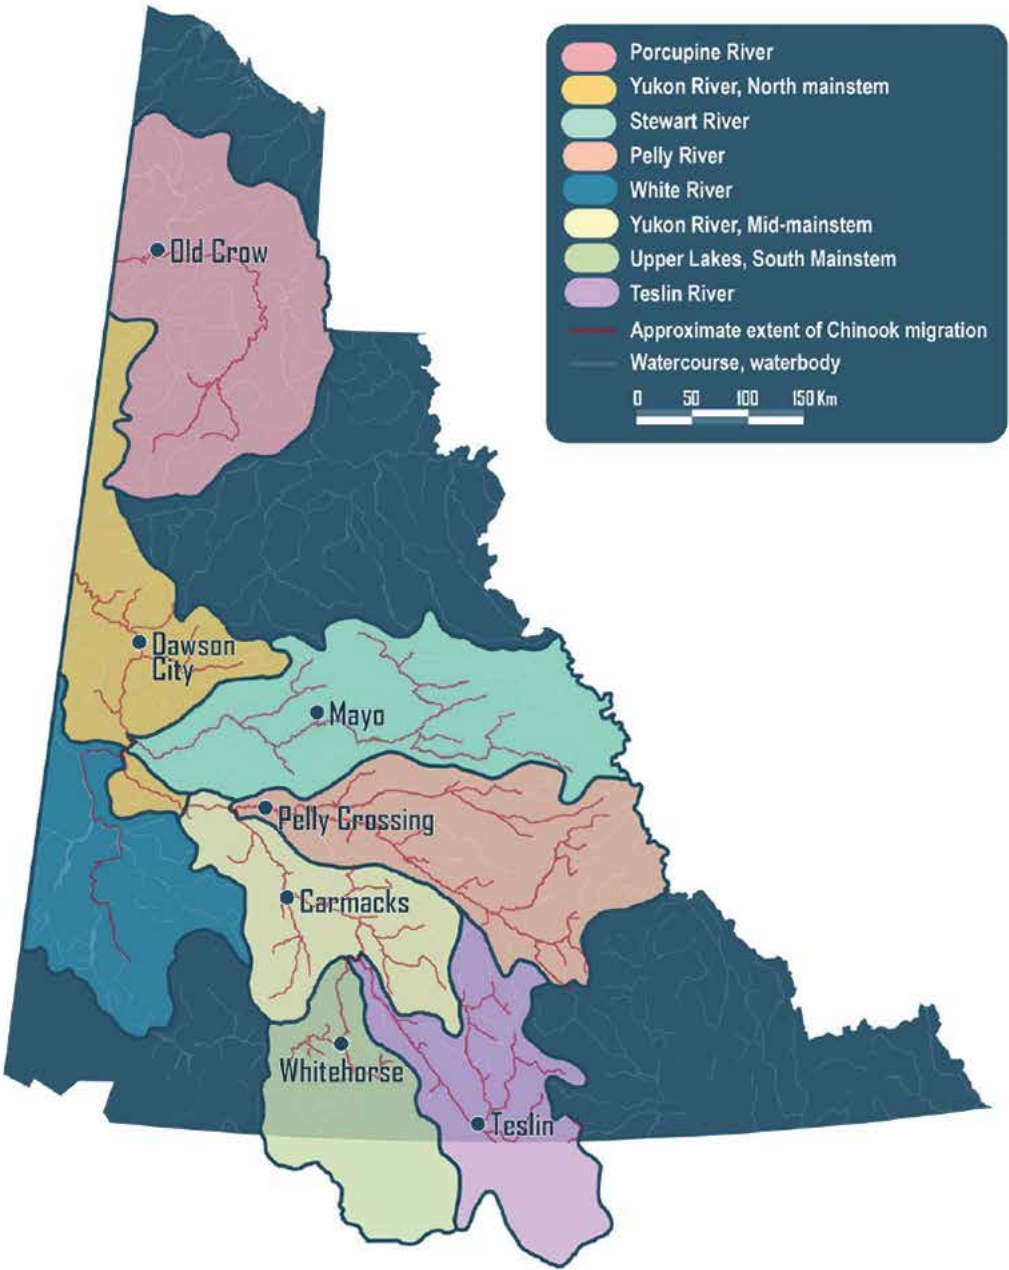 Porcupine River
Yukon River, North mainstem
Stewart River
Pelly River
White River
Yukon River, Mid-mainstem
Upper Lakes, South Mainstem
Teslin River
Approximate extent of Chinook migration
Watercourse, waterbody
0 50 100 150 Km
Old Crow
Dawson
City
Mayo
Pelly Crossing
Carmacks
Whitehorse
Teslin